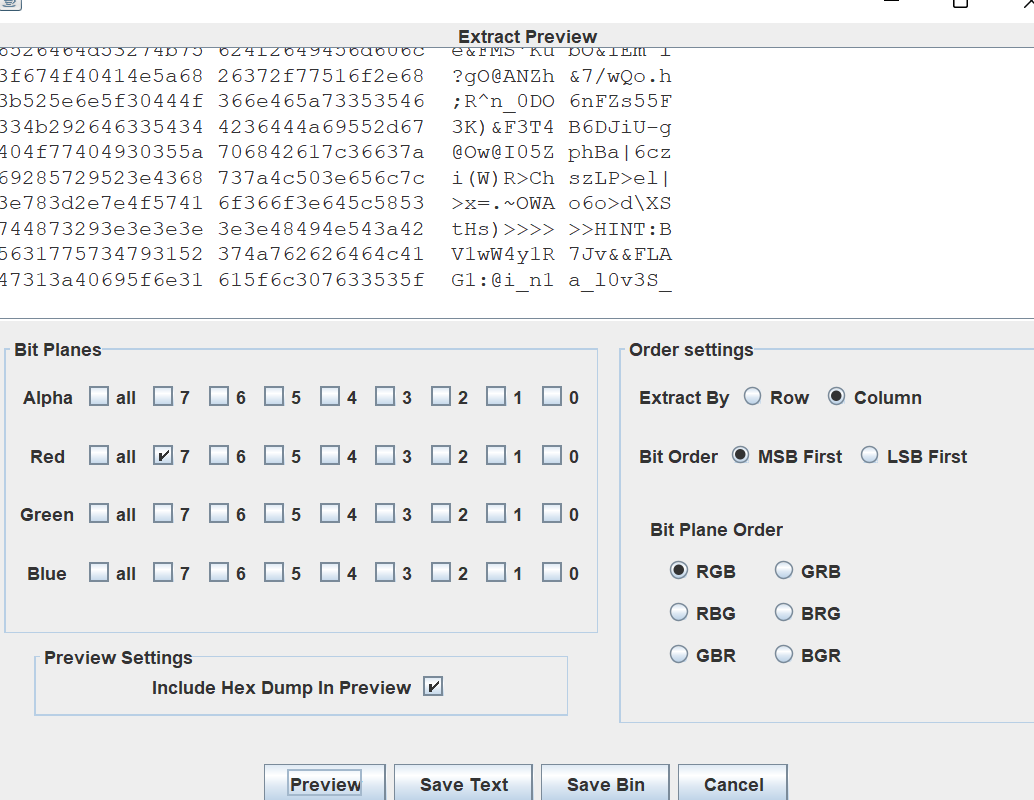 Extract Preview
6526464d53274b75 624f2649456d606c e&FMS'Ku bO&IEm`l
3f674f40414e5a68 26372f77516f2e68 ?gO@ANZh &7/wQo.h
3b525e6e5f30444f 366e465a73353546 ;R^n_0DO 6nFZs55F
334b292646335434 4236444a69552d67 3K)&F3T4 B6DJiU-g
404f77404930355a 706842617c36637a @Ow@I05Z phBa|6cz
69285729523e4368 737a4c503e656c7c i(W)R>Ch szLP>el|
3e783d2e7e4f5741 6f366f3e645c5853 >x=.~OWA o6o>d\XS
744873293e3e3e3e 3e3e48494e543a42 tHs)>>>> >>HINT:B
5631775734793152 374a762626464c41 V1wW4y1R 7Jv&&FLA
47313a40695f6e31 615f6c307633535f G1:@i_n1 a_l0v3S_
Bit Planes
Alpha all 7 6 5 4 3 2 1 0
Red all 7 6 5 4 3 2 1 0
Green all 7 6 5 4 3 2 1 0
Blue all 7 6 5 4 3 2 1 0
Preview Settings
Include Hex Dump In Preview
Order settings
Extract By Row Column
Bit Order MSB First LSB First
Bit Plane Order
RGB GRB
RBG BRG
GBR BGR
Preview Save Text Save Bin Cancel